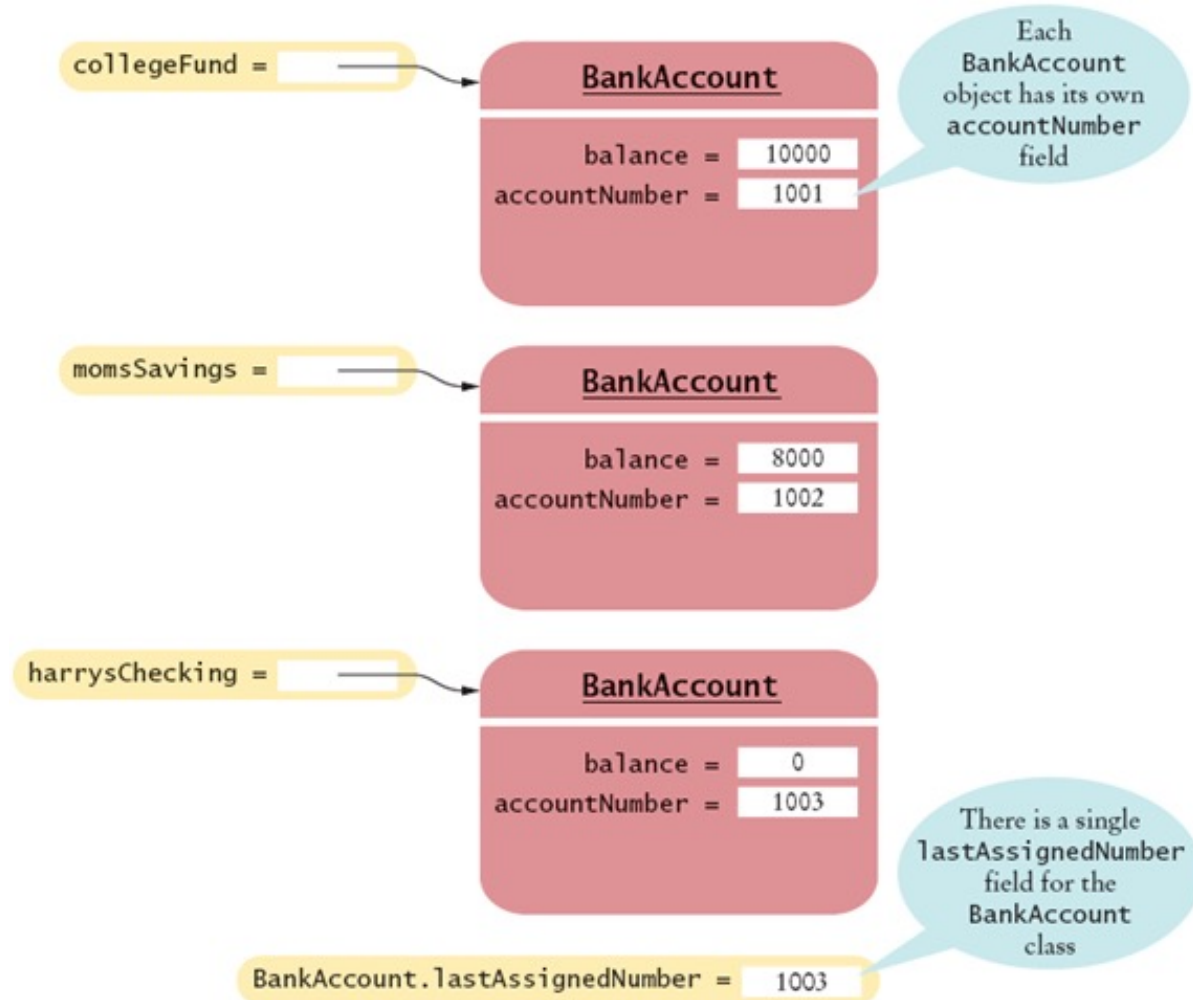 collegeFund =
BankAccount
balance = 10000
accountNumber = 1001
Each
BankAccount
object has its own
accountNumber
field
momsSavings =
BankAccount
balance = 8000
accountNumber = 1002
harrysChecking =
BankAccount
balance = 0
accountNumber = 1003
There is a single
lastAssignedNumber
field for the
BankAccount
class
BankAccount.lastAssignedNumber = 1003